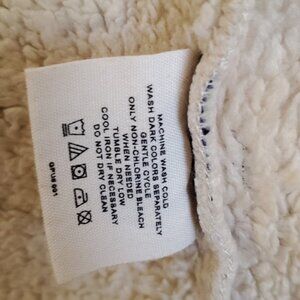 MACHINE WASH COLD
WASH DARK COLORS SEPARATELY
GENTLE CYCLE
ONLY NON-CHLORINE BLEACH
WHEN NEEDED
TUMBLE DRY LOW
COOL IRON IF NECESSARY
DO NOT DRY CLEAN